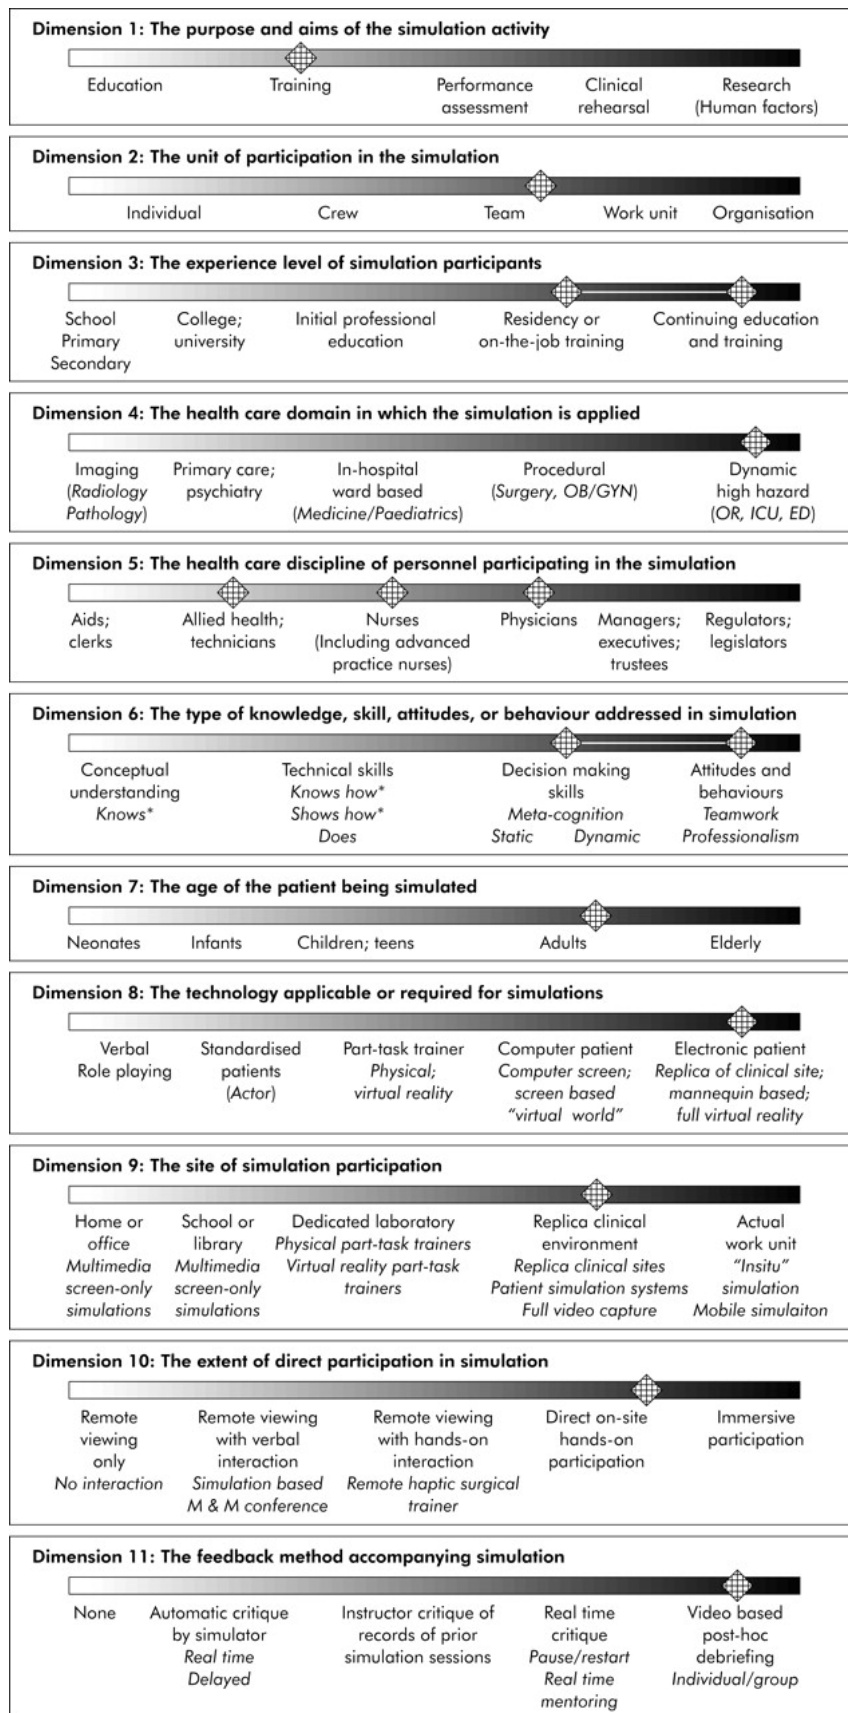 Dimension 1: The purpose and aims of the simulation activity
Education Training Performance Clinical Research
assessment rehearsal (Human factors)
Dimension 2: The unit of participation in the simulation
Individual Crew Team Work unit Organisation
Dimension 3: The experience level of simulation participants
School College; Initial professional Residency or Continuing education
Primary university education on-the-job training and training
Secondary
Dimension 4: The health care domain in which the simulation is applied
Imaging Primary care; In-hospital Procedural Dynamic
(Radiology psychiatry ward based (Surgery, OB/GYN) high hazard
Pathology) (Medicine/Paediatrics) (OR, ICU, ED)
Dimension 5: The health care discipline of personnel participating in the simulation
Aids; Allied health; Nurses Physicians Managers; Regulators;
clerks technicians (Including advanced executives; legislators
practice nurses) trustees
Dimension 6: The type of knowledge, skill, attitudes, or behaviour addressed in simulation
Conceptual Technical skills Decision making Attitudes and
understanding Knows how* skills behaviours
Knows* Shows how* Meta-cognition Teamwork
Does Static Dynamic Professionalism
Dimension 7: The age of the patient being simulated
Neonates Infants Children; teens Adults Elderly
Dimension 8: The technology applicable or required for simulations
Verbal Standardised Part-task trainer Computer patient Electronic patient
Role playing patients Physical; Computer screen; Replica of clinical site;
(Actor) virtual reality screen based mannequin based;
"virtual world" full virtual reality
Dimension 9: The site of simulation participation
Home or School or Dedicated laboratory Replica clinical Actual
office library Physical part-task trainers environment work unit
Multimedia Multimedia Virtual reality part-task Replica clinical sites "Insitu"
screen-only screen-only trainers Patient simulation systems simulation
simulations simulations Full video capture Mobile simulaiton
Dimension 10: The extent of direct participation in simulation
Remote Remote viewing Remote viewing Direct on-site Immersive
viewing with verbal with hands-on hands-on participation
only interaction interaction participation
No interaction Simulation based Remote haptic surgical
M & M conference trainer
Dimension 11: The feedback method accompanying simulation
None Automatic critique Instructor critique of Real time Video based
by simulator records of prior critique post-hoc
Real time simulation sessions Pause/restart debriefing
Delayed Real time Individual/group
mentoring